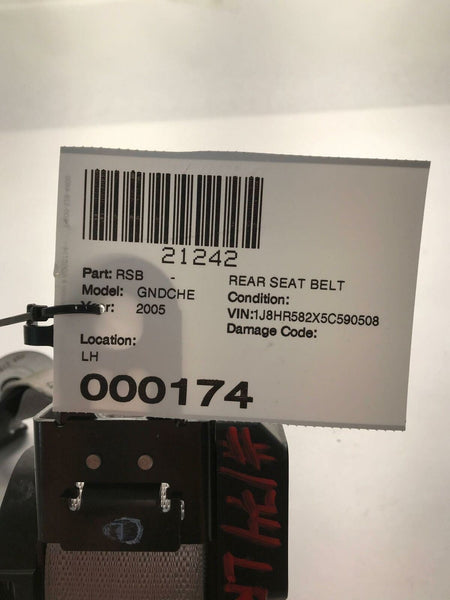 21242
Part: RSB - REAR SEAT BELT
Model: GNDCHE Condition:
Year: 2005 VIN:1J8HR582X5C590508
Damage Code:
Location:
LH
000174